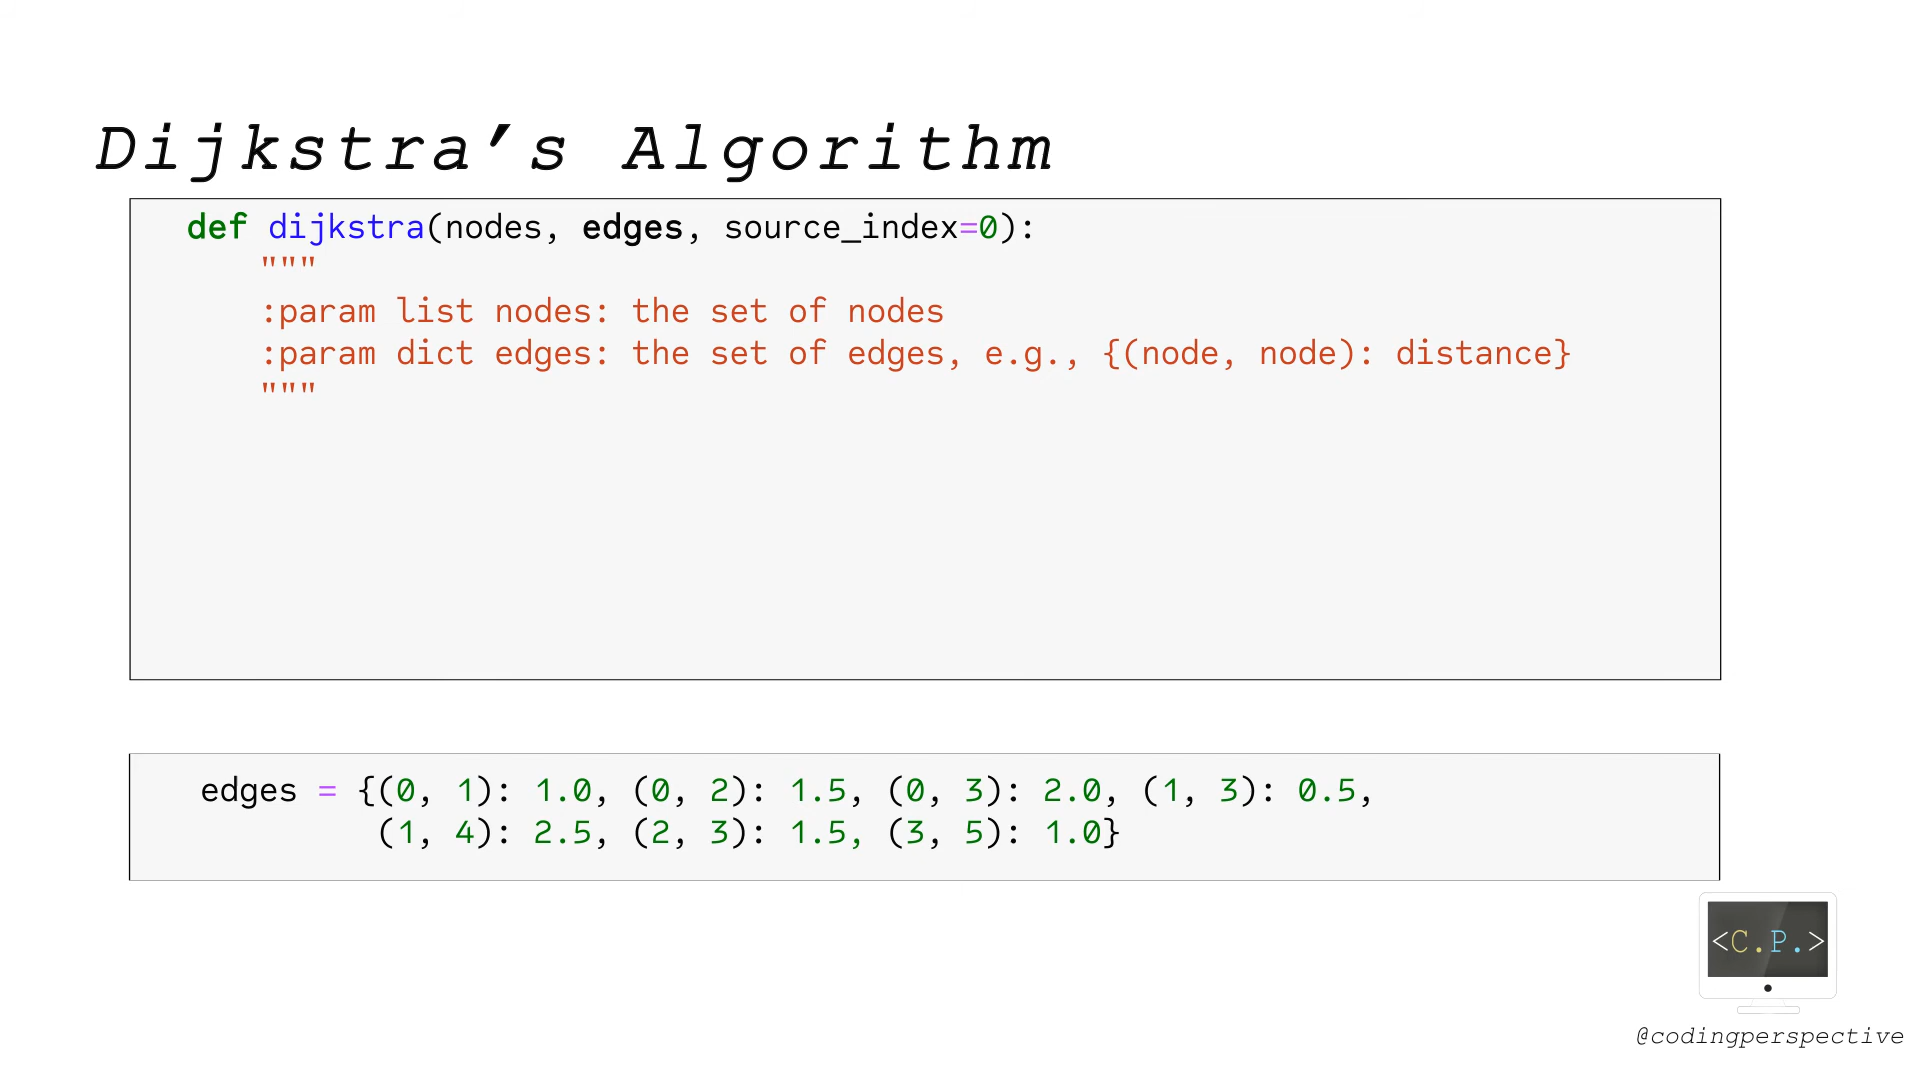 Dijkstra’s Algorithm
def dijkstra(nodes, edges, source_index=0):
"""
:param list nodes: the set of nodes
:param dict edges: the set of edges, e.g., {(node, node): distance}
"""
edges = {(0, 1): 1.0, (0, 2): 1.5, (0, 3): 2.0, (1, 3): 0.5,
(1, 4): 2.5, (2, 3): 1.5, (3, 5): 1.0}
<C.P.>
@codingperspective